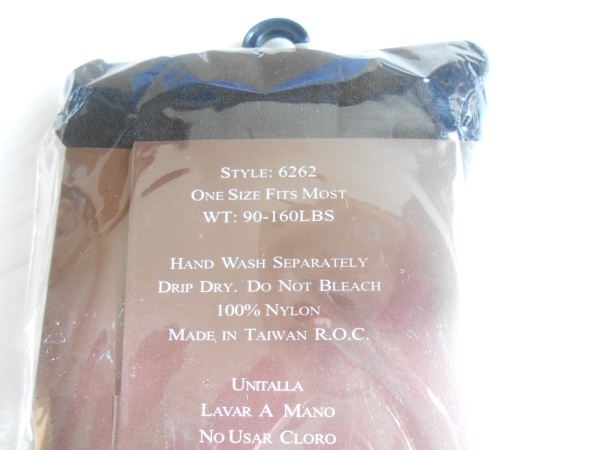 STYLE: 6262
ONE SIZE FITS MOST
WT: 90-160LBS
HAND WASH SEPARATELY
DRIP DRY. DO NOT BLEACH
100% NYLON
MADE IN TAIWAN R.O.C.
UNITALLA
LAVAR A MANO
NO USAR CLORO